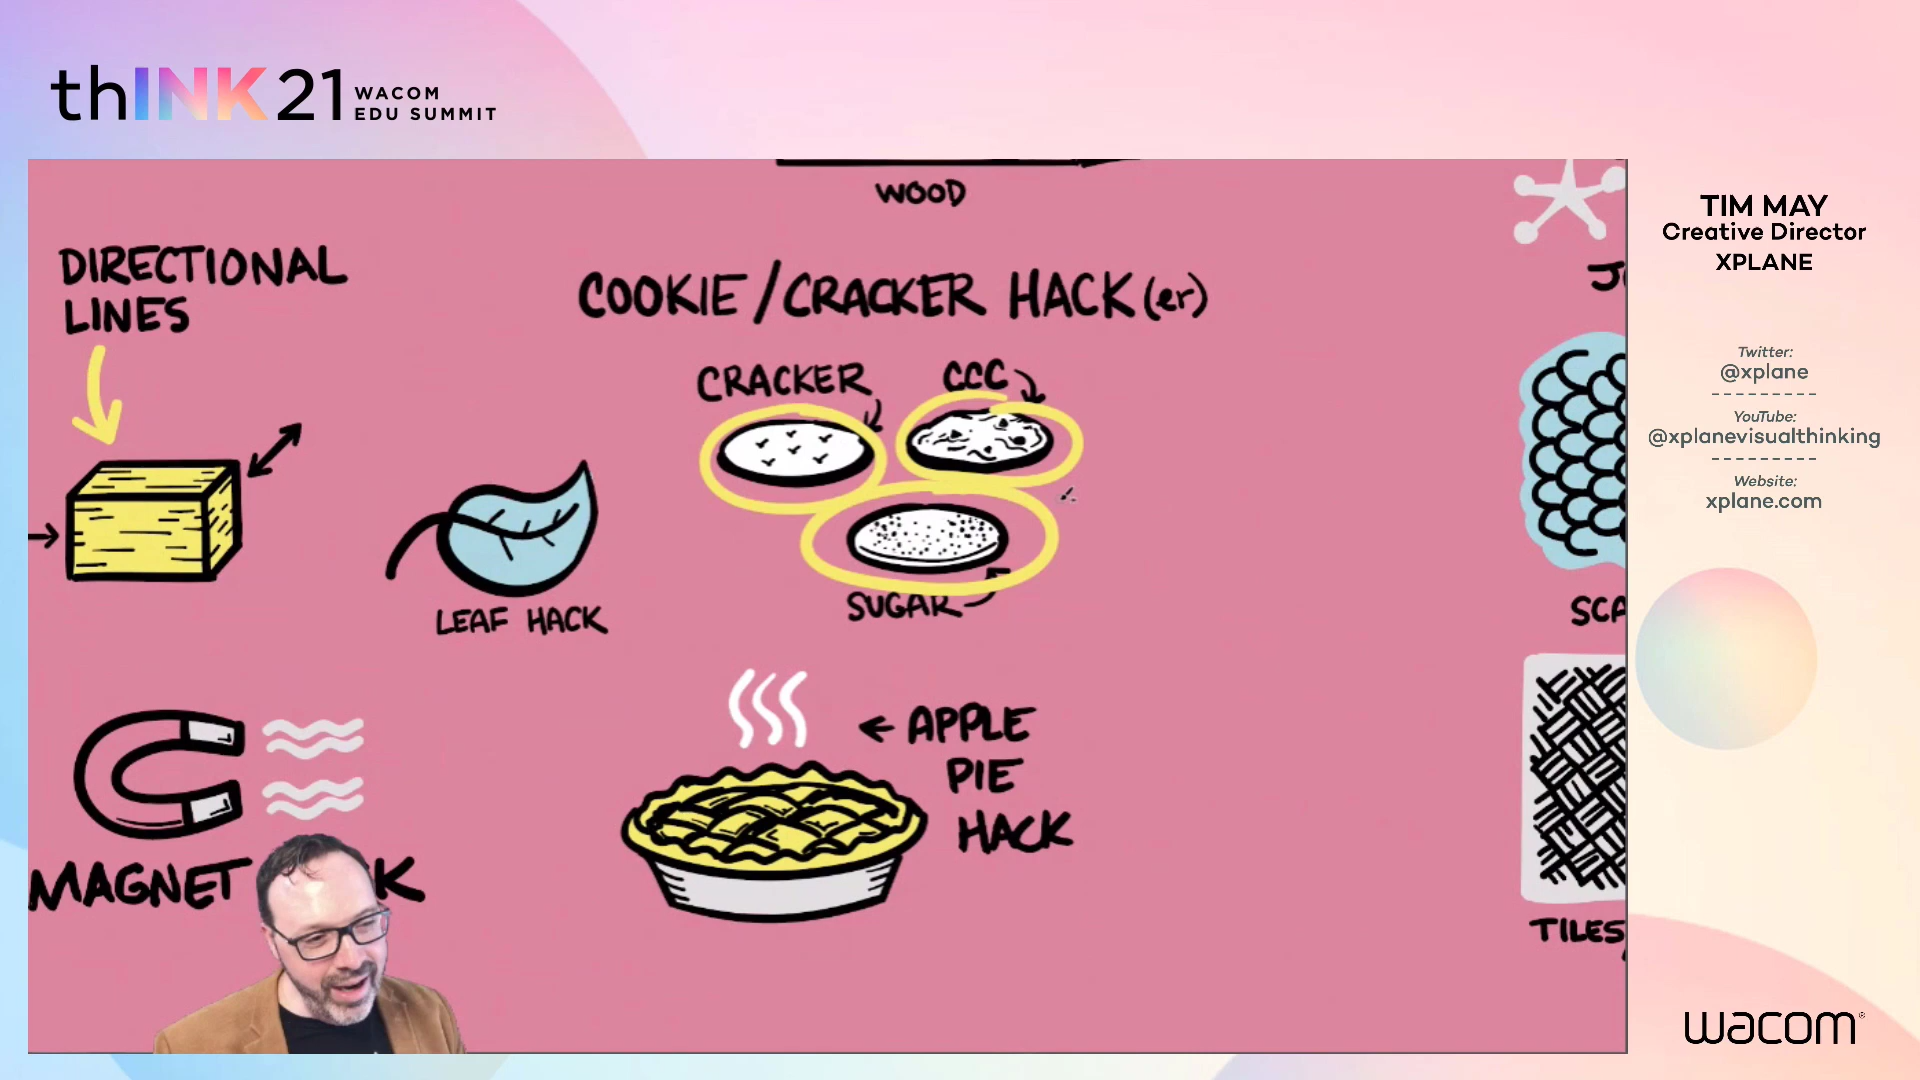 thINK21 WACOM
EDU SUMMIT
WOOD
DIRECTIONAL
LINES
COOKIE/CRACKER HACK(er)
CRACKER
CCC
SUGAR
LEAF HACK
APPLE
PIE
HACK
MAGNET
TILES
TIM MAY
Creative Director
XPLANE
Twitter:
@xplane
YouTube:
@xplanevisualthinking
Website:
xplane.com
wacom